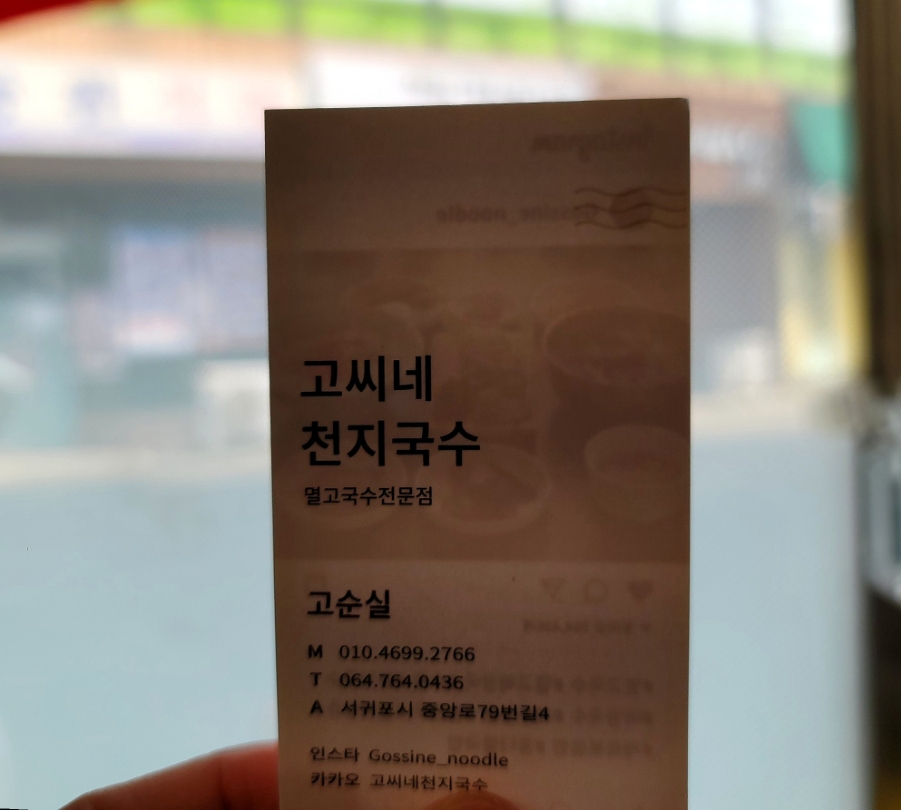 고씨네
천지국수
멸고국수전문점
고순실
M 010.4699.2766
T 064.764.0436
A 서귀포시 중앙로79번길4
인스타 Gossine_noodle
카카오 고씨네천지국수